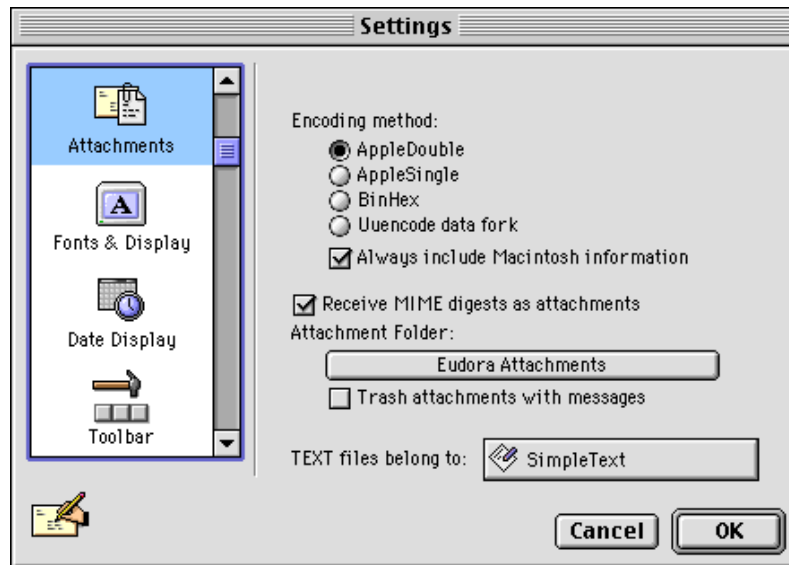 Settings
Attachments
Fonts & Display
Date Display
Toolbar
Encoding method:
AppleDouble
AppleSingle
BinHex
Uuencode data fork
Always include Macintosh information
Receive MIME digests as attachments
Attachment Folder:
Eudora Attachments
Trash attachments with messages
TEXT files belong to: SimpleText
Cancel OK